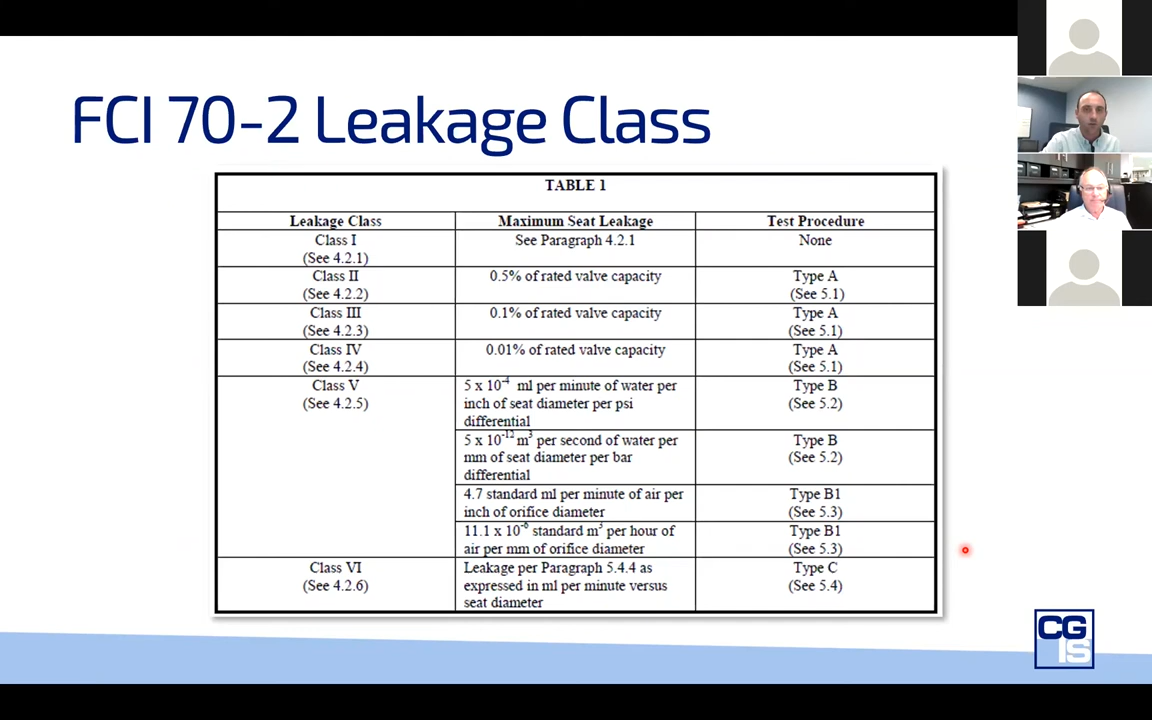 FCI 70-2 Leakage Class
TABLE 1
Leakage Class Maximum Seat Leakage Test Procedure
Class I See Paragraph 4.2.1 None
(See 4.2.1)
Class II 0.5% of rated valve capacity Type A
(See 4.2.2) (See 5.1)
Class III 0.1% of rated valve capacity Type A
(See 4.2.3) (See 5.1)
Class IV 0.01% of rated valve capacity Type A
(See 4.2.4) (See 5.1)
Class V 5 x 10⁻⁴ ml per minute of water per Type B
(See 4.2.5) inch of seat diameter per psi (See 5.2)
differential
5 x 10⁻¹² m³ per second of water per Type B
mm of seat diameter per bar (See 5.2)
differential
4.7 standard ml per minute of air per Type B1
inch of orifice diameter (See 5.3)
11.1 x 10⁻⁶ standard m³ per hour of Type B1
air per mm of orifice diameter (See 5.3)
Class VI Leakage per Paragraph 5.4.4 as Type C
(See 4.2.6) expressed in ml per minute versus (See 5.4)
seat diameter
CG
IS